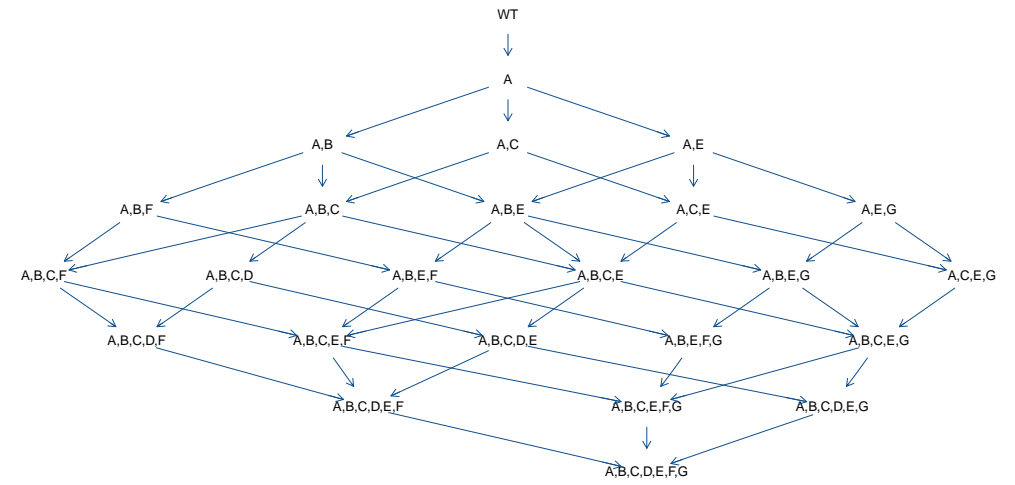 WT
A
A,B A,C A,E
A,B,F A,B,C A,B,E A,C,E A,E,G
A,B,C,F A,B,C,D A,B,E,F A,B,C,E A,B,E,G A,C,E,G
A,B,C,D,F A,B,C,E,F A,B,C,D,E A,B,E,F,G A,B,C,E,G
A,B,C,D,E,F A,B,C,E,F,G A,B,C,D,E,G
A,B,C,D,E,F,G